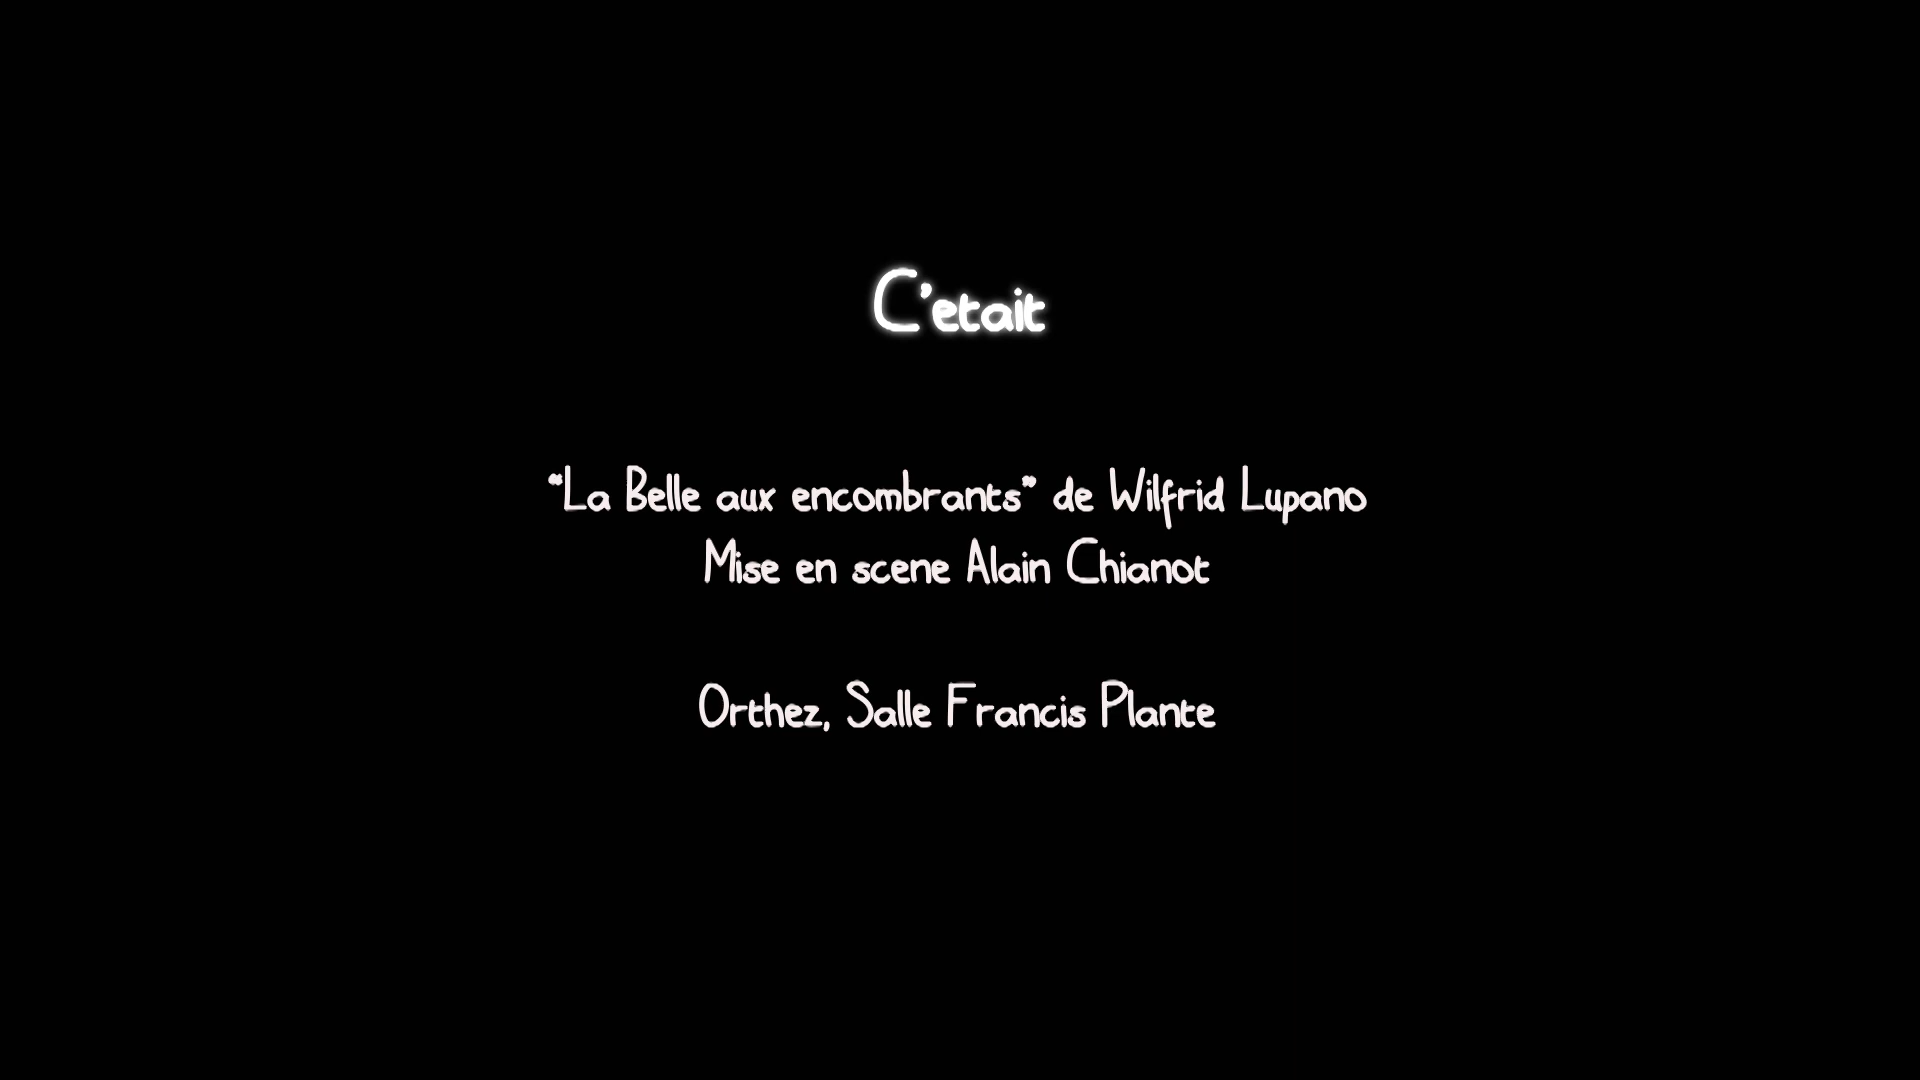 C'etait
“La Belle aux encombrants” de Wilfrid Lupano
Mise en scene Alain Chianot
Orthez, Salle Francis Plante